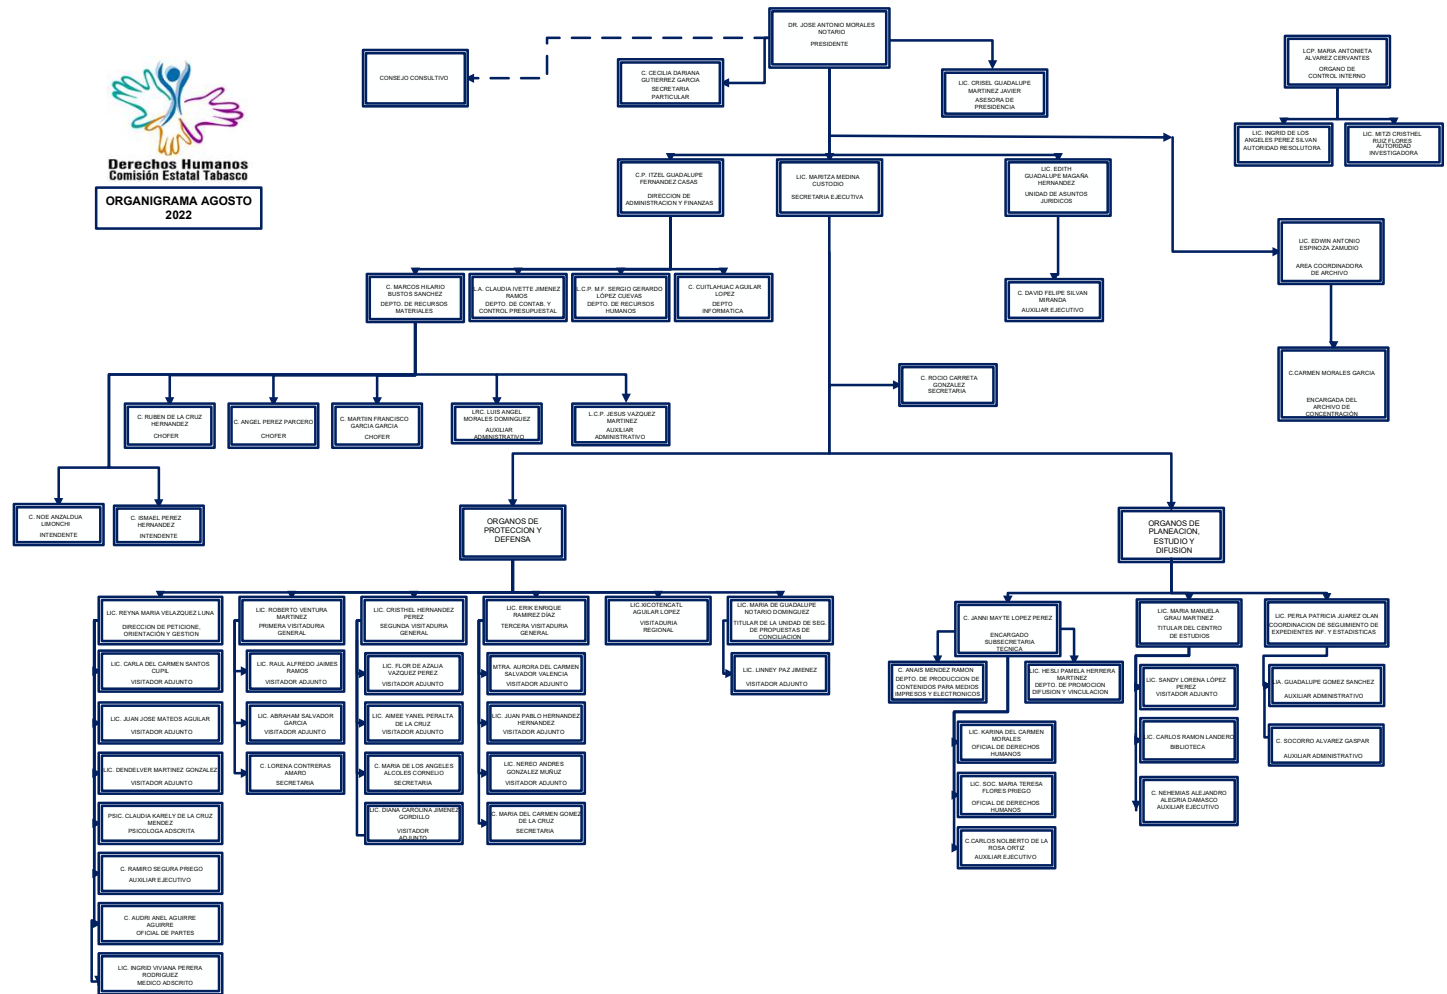 DR. JOSE ANTONIO MORALES
NOTARIO
PRESIDENTE
CONSEJO CONSULTIVO
C. CECILIA DARIANA
GUTIERREZ GARCIA
SECRETARIA
PARTICULAR
LIC. CRISEL GUADALUPE
MARTINEZ JAVIER
ASESORA DE
PRESIDENCIA
LCP. MARIA ANTONIETA
ALVAREZ CERVANTES
ORGANO DE
CONTROL INTERNO
LIC. INGRID DE LOS
ANGELES PEREZ SILVAN
AUTORIDAD RESOLUTORA
LIC. MITZI CRISTHEL
RUIZ FLORES
AUTORIDAD
INVESTIGADORA
Derechos Humanos
Comisión Estatal Tabasco
ORGANIGRAMA AGOSTO
2022
C.P. ITZEL GUADALUPE
FERNANDEZ CASAS
DIRECCION DE
ADMINISTRACION Y FINANZAS
LIC. MARITZA MEDINA
CUSTODIO
SECRETARIA EJECUTIVA
LIC. EDITH
GUADALUPE MAGAÑA
HERNANDEZ
UNIDAD DE ASUNTOS
JURIDICOS
LIC. EDWIN ANTONIO
ESPINOZA ZAMUDIO
AREA COORDINADORA
DE ARCHIVO
C. MARCOS HILARIO
BUSTOS SANCHEZ
DEPTO. DE RECURSOS
MATERIALES
L.A. CLAUDIA IVETTE JIMENEZ
RAMOS
DEPTO. DE CONTAB. Y
CONTROL PRESUPUESTAL
L.C.P. M.F. SERGIO GERARDO
LÓPEZ CUEVAS
DEPTO. DE RECURSOS
HUMANOS
C. CUITLAHUAC AGUILAR
LOPEZ
DEPTO
INFORMATICA
C. DAVID FELIPE SILVAN
MIRANDA
AUXILIAR EJECUTIVO
C. ROCIO CARRETA
GONZALEZ
SECRETARIA
C.CARMEN MORALES GARCIA
ENCARGADA DEL
ARCHIVO DE
CONCENTRACIÓN
C. RUBEN DE LA CRUZ
HERNANDEZ
CHOFER
C. ANGEL PEREZ PARCERO
CHOFER
C. MARTIIN FRANCISCO
GARCIA GARCIA
CHOFER
LRC. LUIS ANGEL
MORALES DOMINGUEZ
AUXILIAR
ADMINISTRATIVO
L.C.P. JESUS VAZQUEZ
MARTINEZ
AUXILIAR
ADMINISTRATIVO
C. NOE ANZALDUA
LIMONCHI
INTENDENTE
C. ISMAEL PEREZ
HERNANDEZ
INTENDENTE
ORGANOS DE
PROTECCION Y
DEFENSA
ORGANOS DE
PLANEACION,
ESTUDIO Y
DIFUSION
LIC. REYNA MARIA VELAZQUEZ LUNA
DIRECCION DE PETICIONE,
ORIENTACIÓN Y GESTION
LIC. CARLA DEL CARMEN SANTOS
CUPIL
VISITADOR ADJUNTO
LIC. JUAN JOSE MATEOS AGUILAR
VISITADOR ADJUNTO
LIC. DENDELVER MARTINEZ GONZALEZ
VISITADOR ADJUNTO
PSIC. CLAUDIA KARELY DE LA CRUZ
MENDEZ
PSICOLOGA ADSCRITA
C. RAMIRO SEGURA PRIEGO
AUXILIAR EJECUTIVO
C. AUDRI ANEL AGUIRRE
AGUIRRE
OFICIAL DE PARTES
LIC. INGRID VIVIANA PERERA
RODRIGUEZ
MEDICO ADSCRITO
LIC. ROBERTO VENTURA
MARTINEZ
PRIMERA VISITADURIA
GENERAL
LIC. RAUL ALFREDO JAIMES
RAMOS
VISITADOR ADJUNTO
LIC. ABRAHAM SALVADOR
GARCIA
VISITADOR ADJUNTO
C. LORENA CONTRERAS
AMARO
SECRETARIA
LIC. CRISTHEL HERNANDEZ
PEREZ
SEGUNDA VISITADURIA
GENERAL
LIC. FLOR DE AZALIA
VAZQUEZ PEREZ
VISITADOR ADJUNTO
LIC. AIMEE YANEL PERALTA
DE LA CRUZ
VISITADOR ADJUNTO
C. MARIA DE LOS ANGELES
ALCOLES CORNELIO
SECRETARIA
LIC. DIANA CAROLINA JIMENEZ
GORDILLO
VISITADOR
ADJUNTO
LIC. ERIK ENRIQUE
RAMIREZ DÍAZ
TERCERA VISITADURIA
GENERAL
MTRA. AURORA DEL CARMEN
SALVADOR VALENCIA
VISITADOR ADJUNTO
LIC. JUAN PABLO HERNANDEZ
HERNANDEZ
VISITADOR ADJUNTO
LIC. NEREO ANDRES
GONZALEZ MUÑUZ
VISITADOR ADJUNTO
C. MARIA DEL CARMEN GOMEZ
DE LA CRUZ
SECRETARIA
LIC.XICOTENCATL
AGUILAR LOPEZ
VISITADURIA
REGIONAL
LIC. MARIA DE GUADALUPE
NOTARIO DOMINGUEZ
TITULAR DE LA UNIDAD DE SEG.
DE PROPUESTAS DE
CONCILIACIÓN
LIC. LINNEY PAZ JIMENEZ
VISITADOR ADJUNTO
C. JANNI MAYTE LOPEZ PEREZ
ENCARGADO
SUBSECRETARIA
TECNICA
C. ANAIS MENDEZ RAMON
DEPTO. DE PRODUCCION DE
CONTENIDOS PARA MEDIOS
IMPRESOS Y ELECTRONICOS
LIC. HESLI PAMELA HERRERA
MARTINEZ
DEPTO. DE PROMOCION
DIFUSION Y VINCULACION
LIC. KARINA DEL CARMEN
MORALES
OFICIAL DE DERECHOS
HUMANOS
LIC. SOC. MARIA TERESA
FLORES PRIEGO
OFICIAL DE DERECHOS
HUMANOS
C.CARLOS NOLBERTO DE LA
ROSA ORTIZ
AUXILIAR EJECUTIVO
LIC. MARIA MANUELA
GRAU MARTINEZ
TITULAR DEL CENTRO
DE ESTUDIOS
LIC. SANDY LORENA LÓPEZ
PEREZ
VISITADOR ADJUNTO
LIC. CARLOS RAMON LANDERO
BIBLIOTECA
C. NEHEMIAS ALEJANDRO
ALEGRIA DAMASCO
AUXILIAR EJECUTIVO
LIC. PERLA PATRICIA JUAREZ OLAN
COORDINACION DE SEGUIMIENTO DE
EXPEDIENTES INF. Y ESTADISTICAS
LIA. GUADALUPE GOMEZ SANCHEZ
AUXILIAR ADMINISTRATIVO
C. SOCORRO ALVAREZ GASPAR
AUXILIAR ADMINISTRATIVO